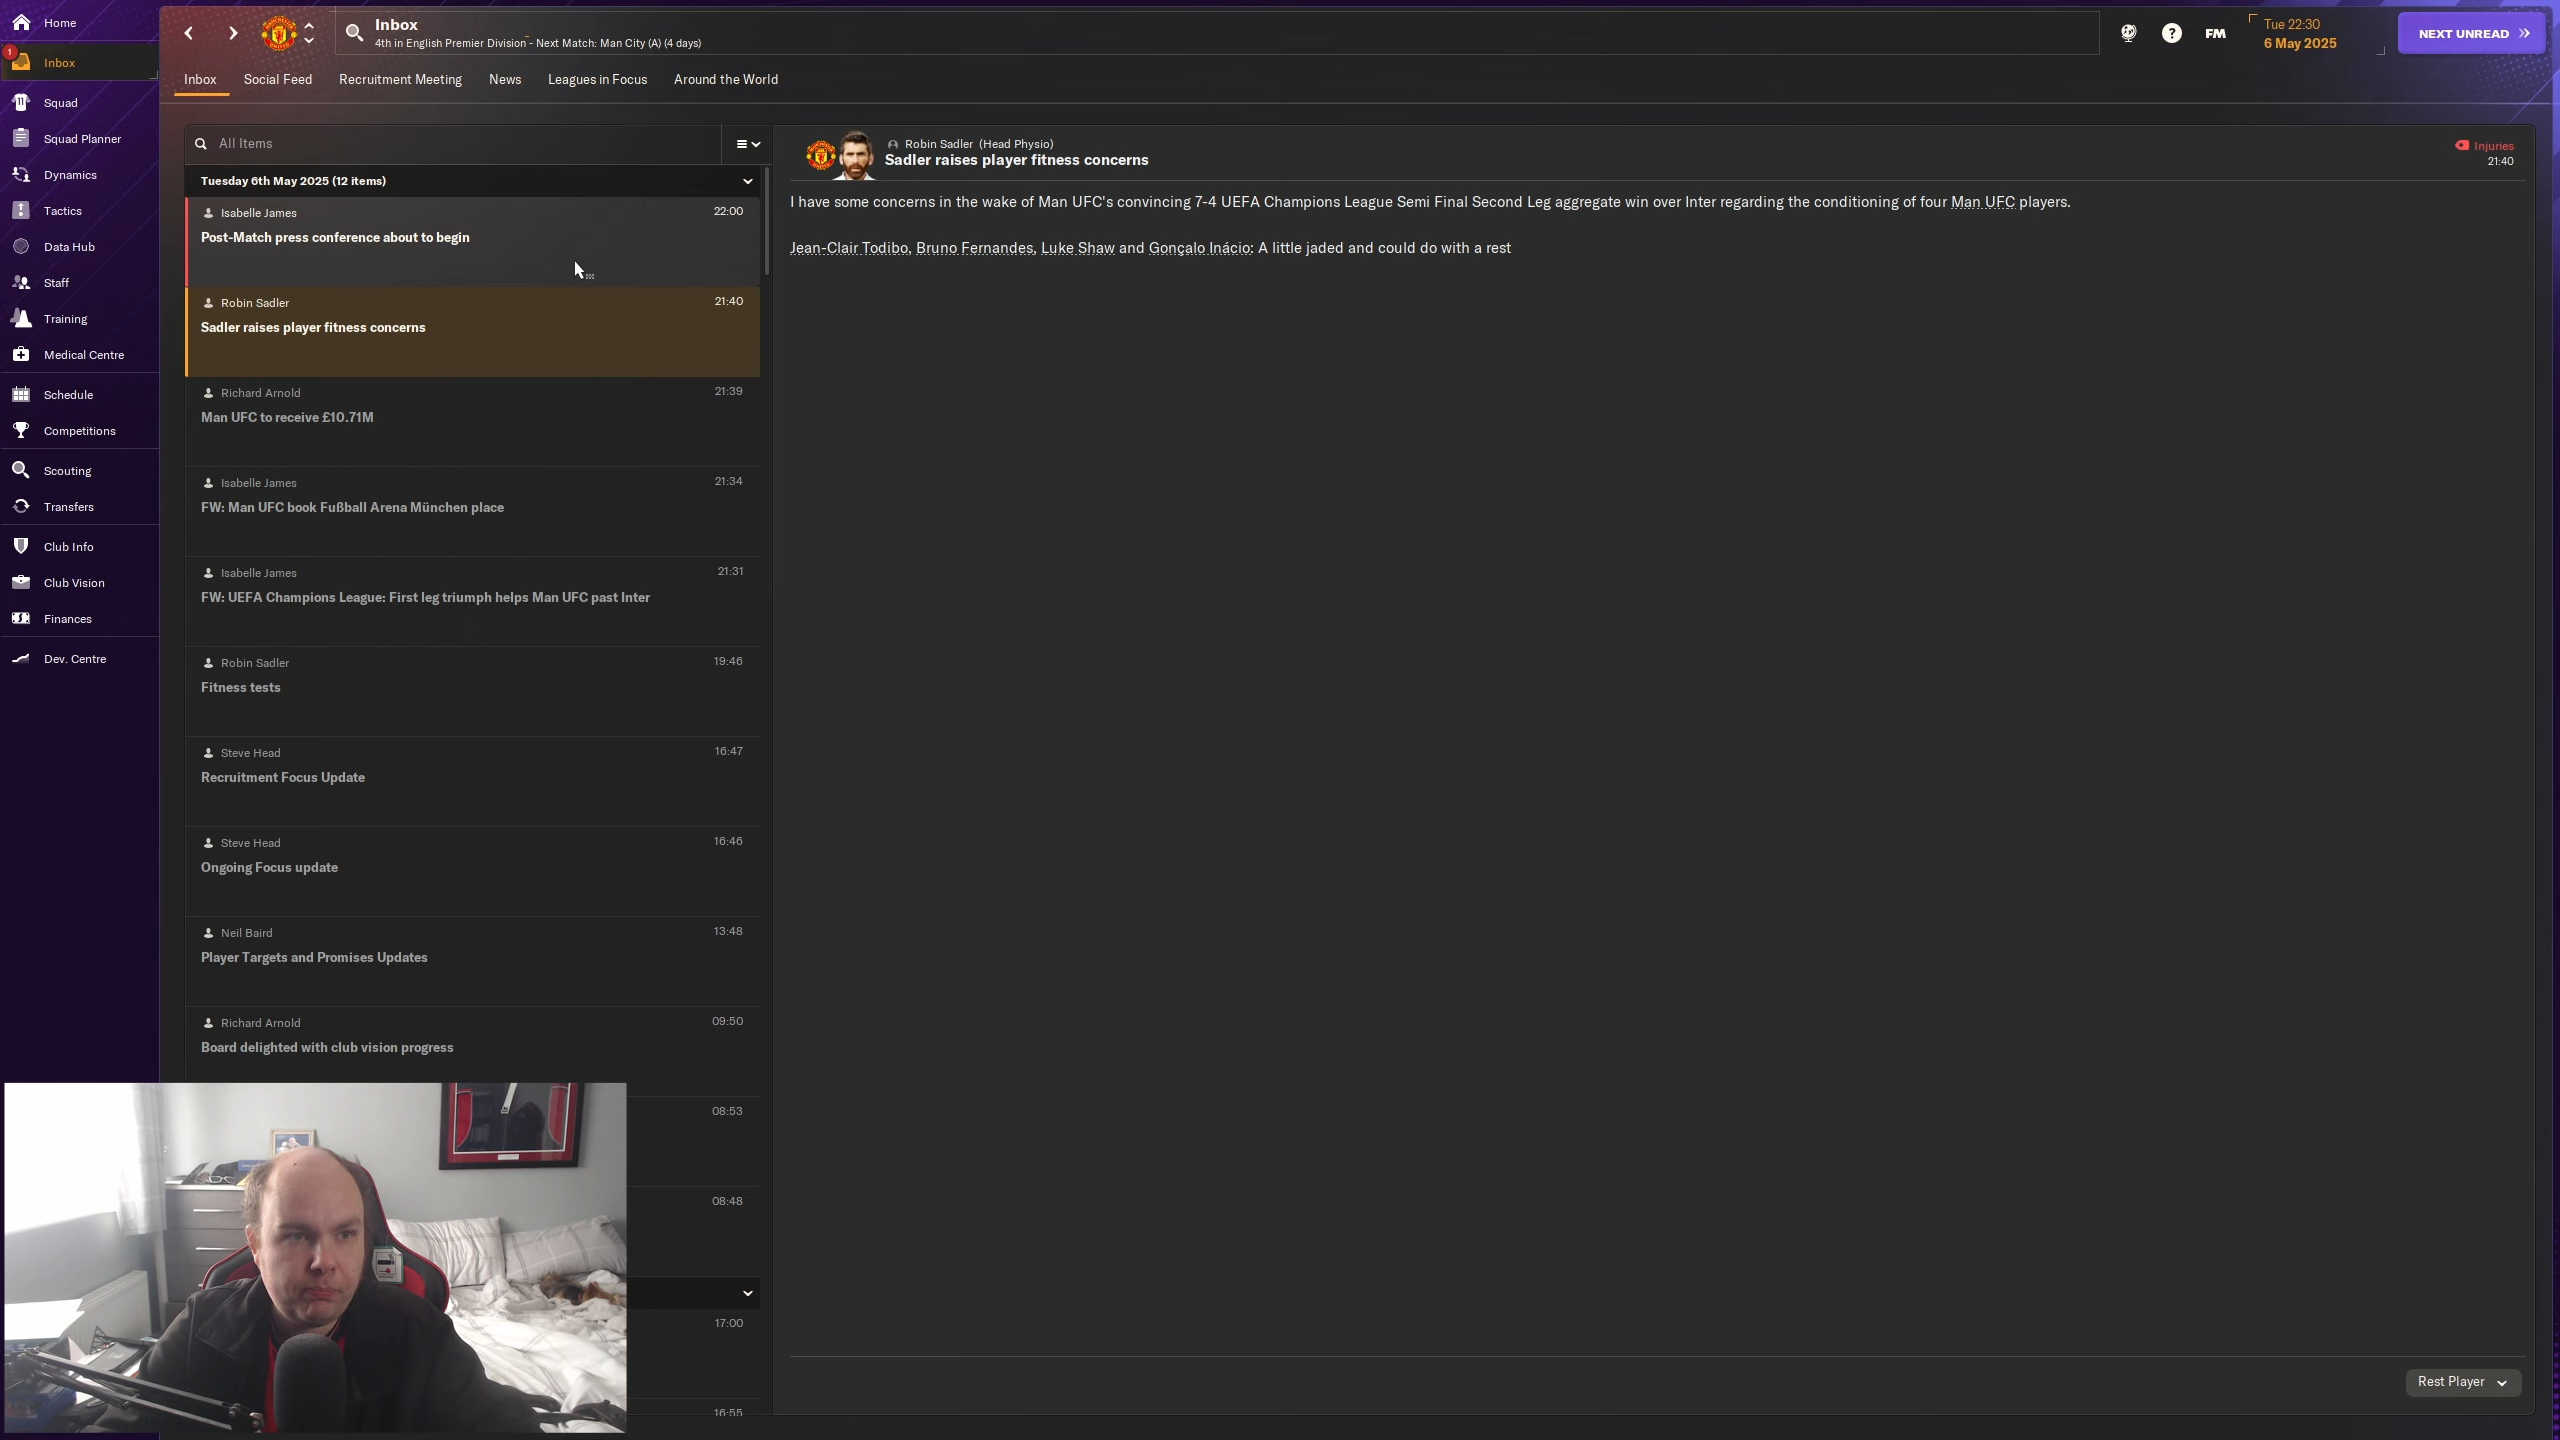 Home
1
Inbox
Squad
Squad Planner
Dynamics
Tactics
Data Hub
Staff
Training
Medical Centre
Schedule
Competitions
Scouting
Transfers
Club Info
Club Vision
Finances
Dev. Centre
Inbox
4th in English Premier Division - Next Match: Man City (A) (4 days)
?
FM
Tue 22:30
6 May 2025
NEXT UNREAD
Inbox
Social Feed
Recruitment Meeting
News
Leagues in Focus
Around the World
All Items
Tuesday 6th May 2025 (12 items)
Isabelle James 22:00
Post-Match press conference about to begin
Robin Sadler 21:40
Sadler raises player fitness concerns
Richard Arnold 21:39
Man UFC to receive £10.71M
Isabelle James 21:34
FW: Man UFC book Fußball Arena München place
Isabelle James 21:31
FW: UEFA Champions League: First leg triumph helps Man UFC past Inter
Robin Sadler 19:46
Fitness tests
Steve Head 16:47
Recruitment Focus Update
Steve Head 16:46
Ongoing Focus update
Neil Baird 13:48
Player Targets and Promises Updates
Richard Arnold 09:50
Board delighted with club vision progress
08:53
08:48
17:00
16:55
Robin Sadler (Head Physio)
Sadler raises player fitness concerns
Injuries
21:40
I have some concerns in the wake of Man UFC's convincing 7-4 UEFA Champions League Semi Final Second Leg aggregate win over Inter regarding the conditioning of four Man UFC players.
Jean-Clair Todibo, Bruno Fernandes, Luke Shaw and Gonçalo Inácio: A little jaded and could do with a rest
Rest Player